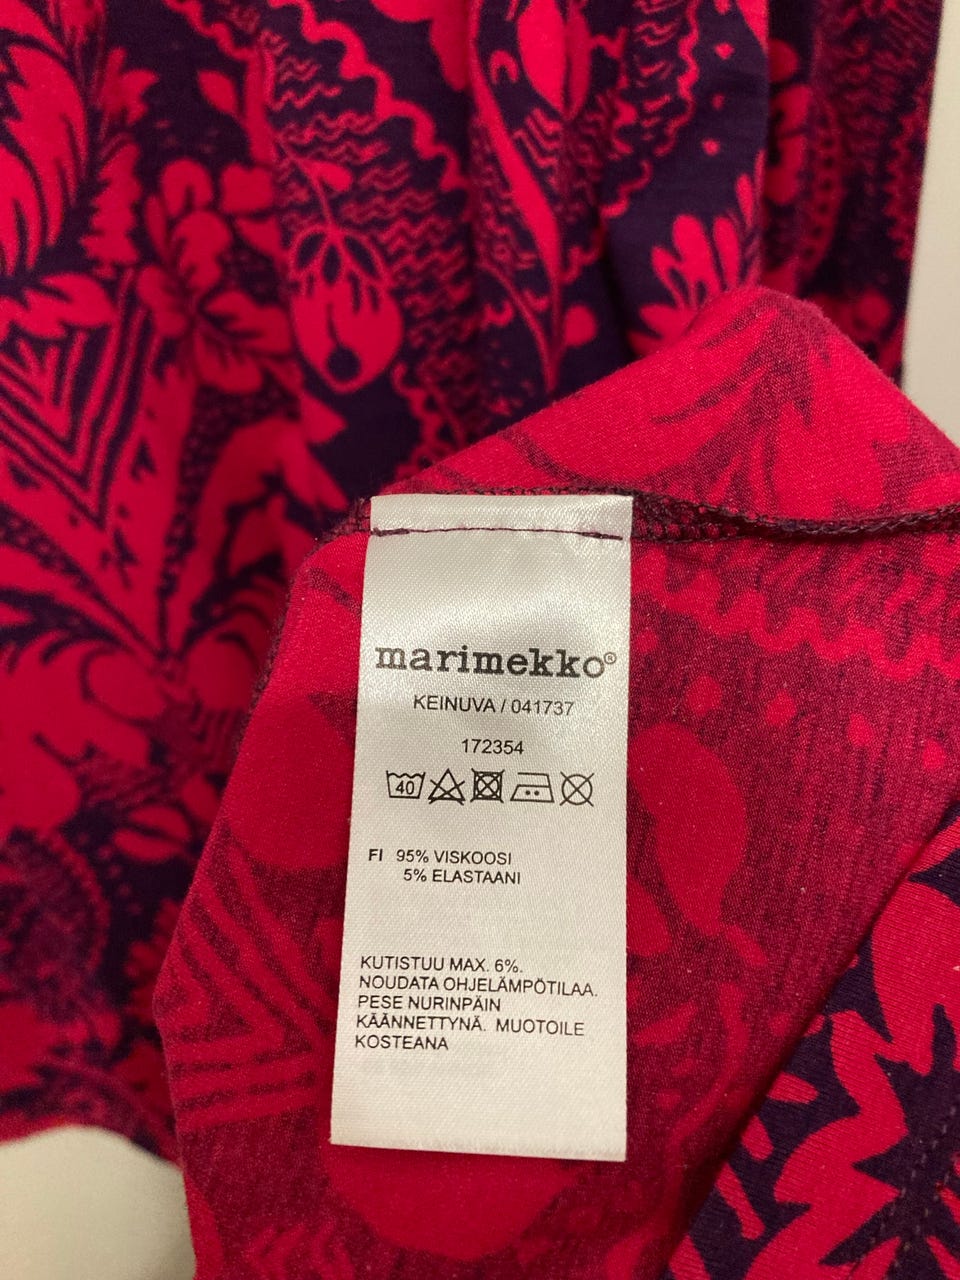 marimekko®
KEINUVA / 041737
172354
40
FI 95% VISKOOSI
5% ELASTAANI
KUTISTUU MAX. 6%.
NOUDATA OHJELÄMPÖTILAA.
PESE NURINPÄIN
KÄÄNNETTYNÄ. MUOTOILE
KOSTEANA